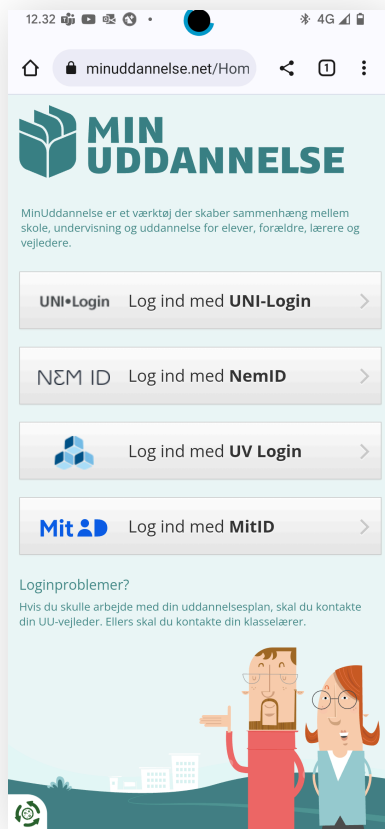 12.32
4G
minuddannelse.net/Hom
1
MIN
UDDANNELSE
MinUddannelse er et værktøj der skaber sammenhæng mellem
skole, undervisning og uddannelse for elever, forældre, lærere og
vejledere.
UNI•Login Log ind med UNI-Login
NEM ID Log ind med NemID
Log ind med UV Login
Mit ID Log ind med MitID
Loginproblemer?
Hvis du skulle arbejde med din uddannelsesplan, skal du kontakte
din UU-vejleder. Ellers skal du kontakte din klasselærer.